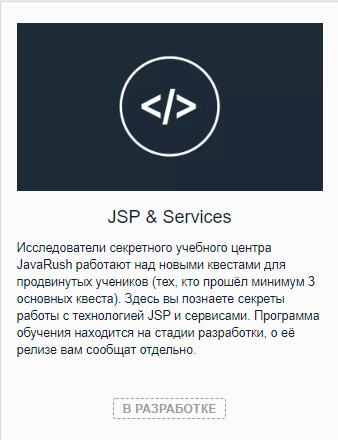 </>
JSP & Services
Исследователи секретного учебного центра
JavaRush работают над новыми квестами для
продвинутых учеников (тех, кто прошёл минимум 3
основных квеста). Здесь вы познаете секреты
работы с технологией JSP и сервисами. Программа
обучения находится на стадии разработки, о её
релизе вам сообщат отдельно.
В РАЗРАБОТКЕ